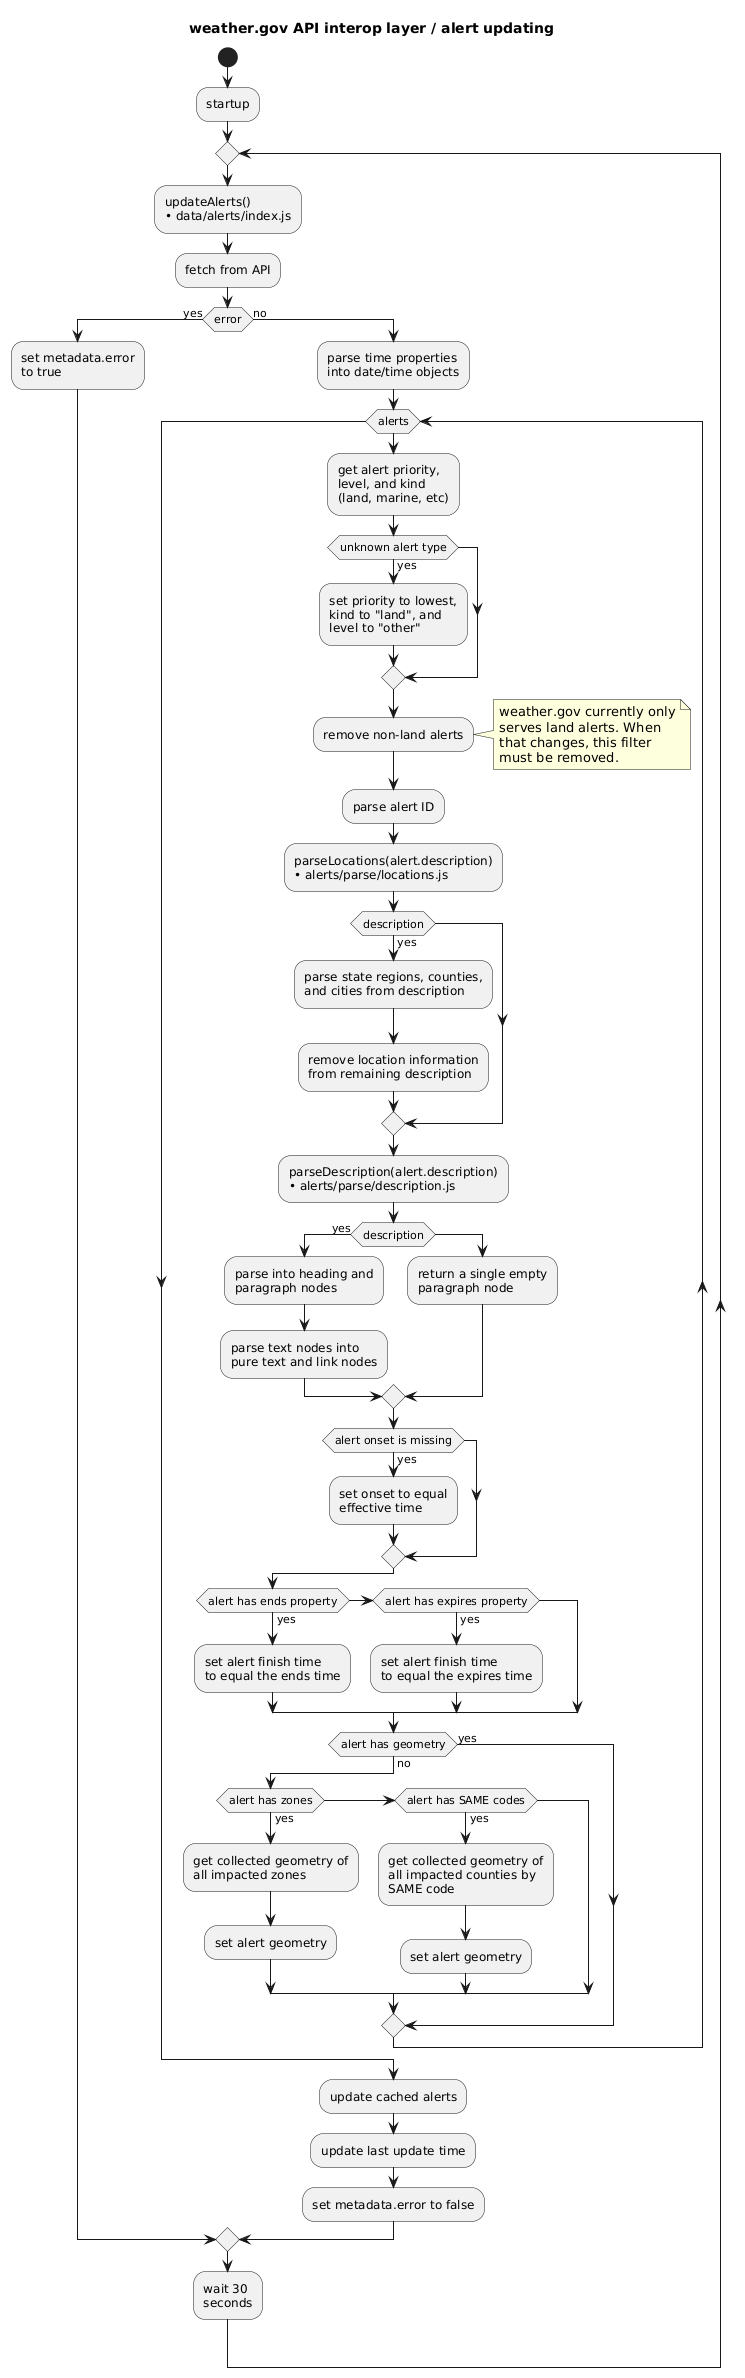 weather.gov API interop layer / alert updating
startup
updateAlerts()
• data/alerts/index.js
fetch from API
yes
error
no
set metadata.error
to true
parse time properties
into date/time objects
alerts
get alert priority,
level, and kind
(land, marine, etc)
unknown alert type
yes
set priority to lowest,
kind to "land", and
level to "other"
remove non-land alerts
weather.gov currently only
serves land alerts. When
that changes, this filter
must be removed.
parse alert ID
parseLocations(alert.description)
• alerts/parse/locations.js
description
yes
parse state regions, counties,
and cities from description
remove location information
from remaining description
parseDescription(alert.description)
• alerts/parse/description.js
yes
description
parse into heading and
paragraph nodes
return a single empty
paragraph node
parse text nodes into
pure text and link nodes
alert onset is missing
yes
set onset to equal
effective time
alert has ends property
alert has expires property
yes
yes
set alert finish time
to equal the ends time
set alert finish time
to equal the expires time
alert has geometry
yes
no
alert has zones
alert has SAME codes
yes
yes
get collected geometry of
all impacted zones
get collected geometry of
all impacted counties by
SAME code
set alert geometry
set alert geometry
update cached alerts
update last update time
set metadata.error to false
wait 30
seconds